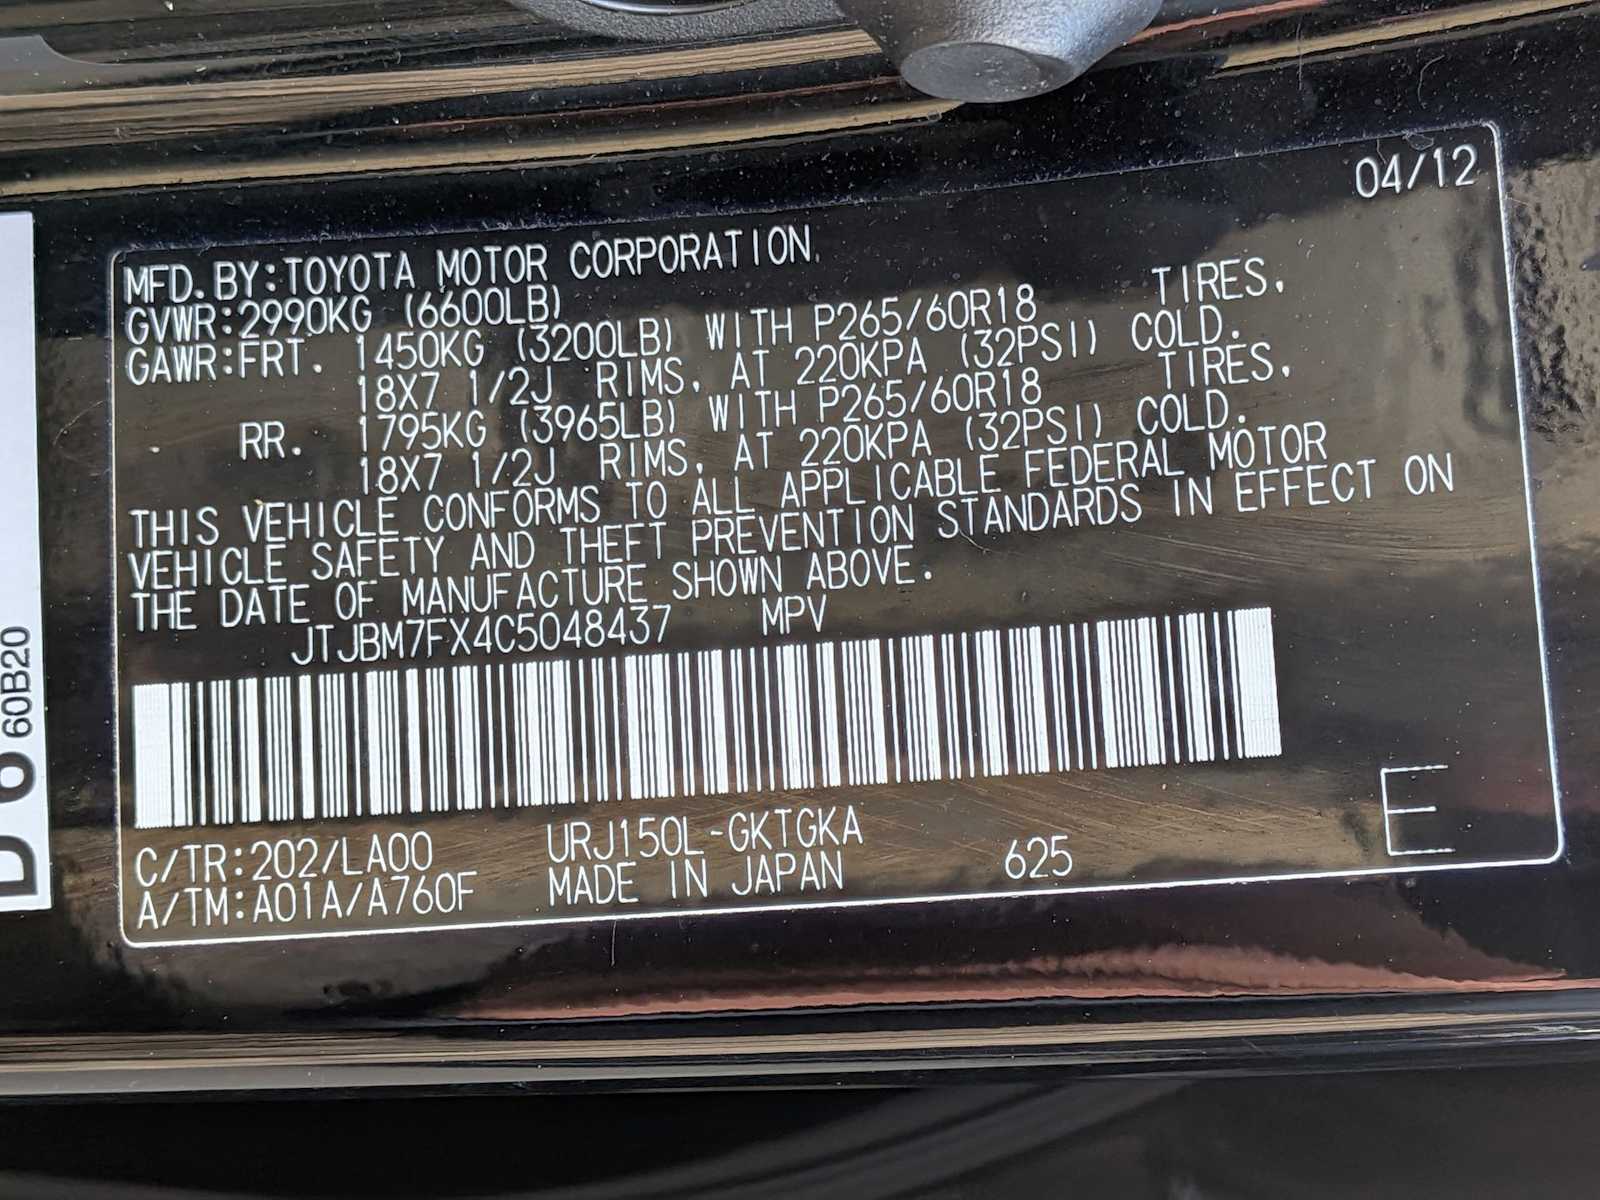 04/12
MFD. BY: TOYOTA MOTOR CORPORATION
GVWR: 2990KG (6600LB)
GAWR: FRT. 1450KG (3200LB) WITH P265/60R18 TIRES,
18X7 1/2J RIMS, AT 220KPA (32PSI) COLD.
RR. 1795KG (3965LB) WITH P265/60R18 TIRES,
18X7 1/2J RIMS, AT 220KPA (32PSI) COLD.
THIS VEHICLE CONFORMS TO ALL APPLICABLE FEDERAL MOTOR
VEHICLE SAFETY AND THEFT PREVENTION STANDARDS IN EFFECT ON
THE DATE OF MANUFACTURE SHOWN ABOVE.
JTJBM7FX4C5048437 MPV
C/TR: 202/LA00 URJ150L-GKTGKA
A/TM: A01A/A760F MADE IN JAPAN 625 E
60B20